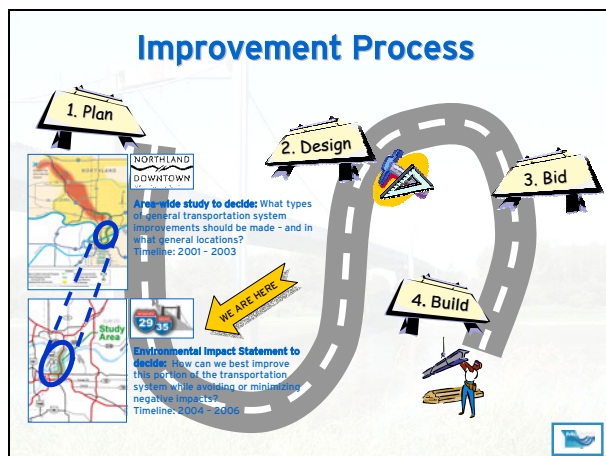 Improvement Process
1. Plan
2. Design
3. Bid
4. Build
NORTHLAND
DOWNTOWN
NORTHLAND
Area-wide study to decide: What types
of general transportation system
improvements should be made – and in
what general locations?
Timeline: 2001 – 2003
WE ARE HERE
Study
Area
29
35
Environmental Impact Statement to
decide: How can we best improve
this portion of the transportation
system while avoiding or minimizing
negative impacts?
Timeline: 2004 – 2006